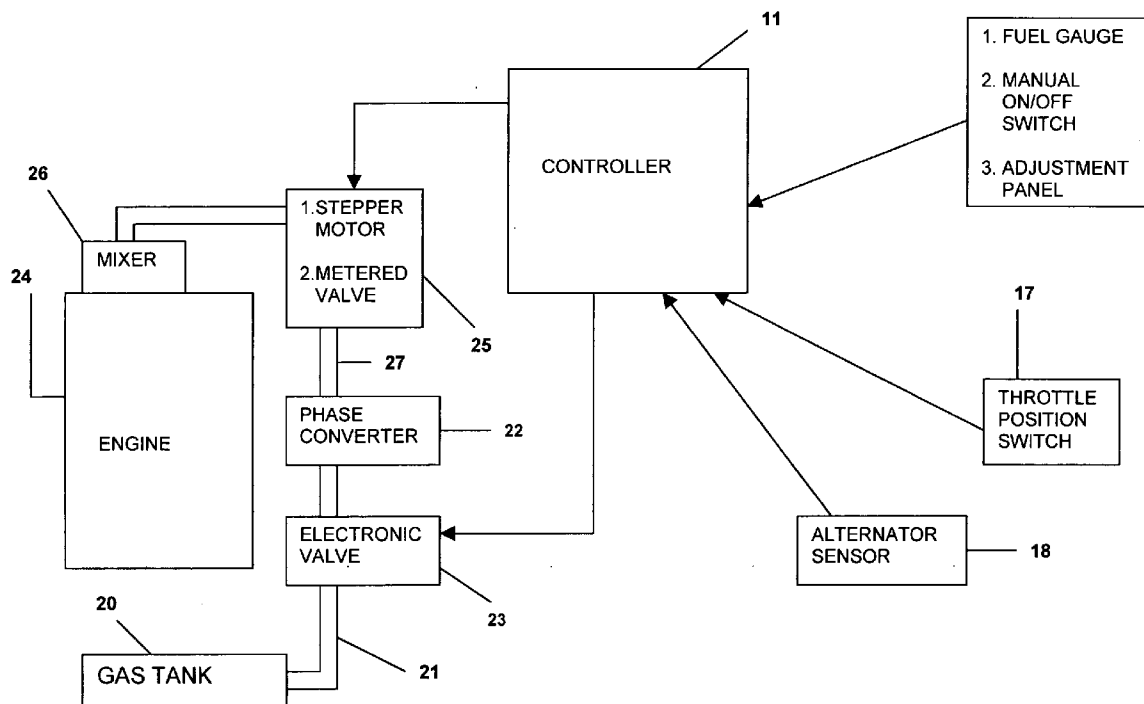 11
1. FUEL GAUGE
2. MANUAL
ON/OFF
SWITCH
3. ADJUSTMENT
PANEL
CONTROLLER
26
1.STEPPER
MOTOR
2.METERED
VALVE
MIXER
24
25
17
27
THROTTLE
POSITION
SWITCH
PHASE
CONVERTER
22
ENGINE
ELECTRONIC
VALVE
ALTERNATOR
SENSOR
18
20
23
21
GAS TANK